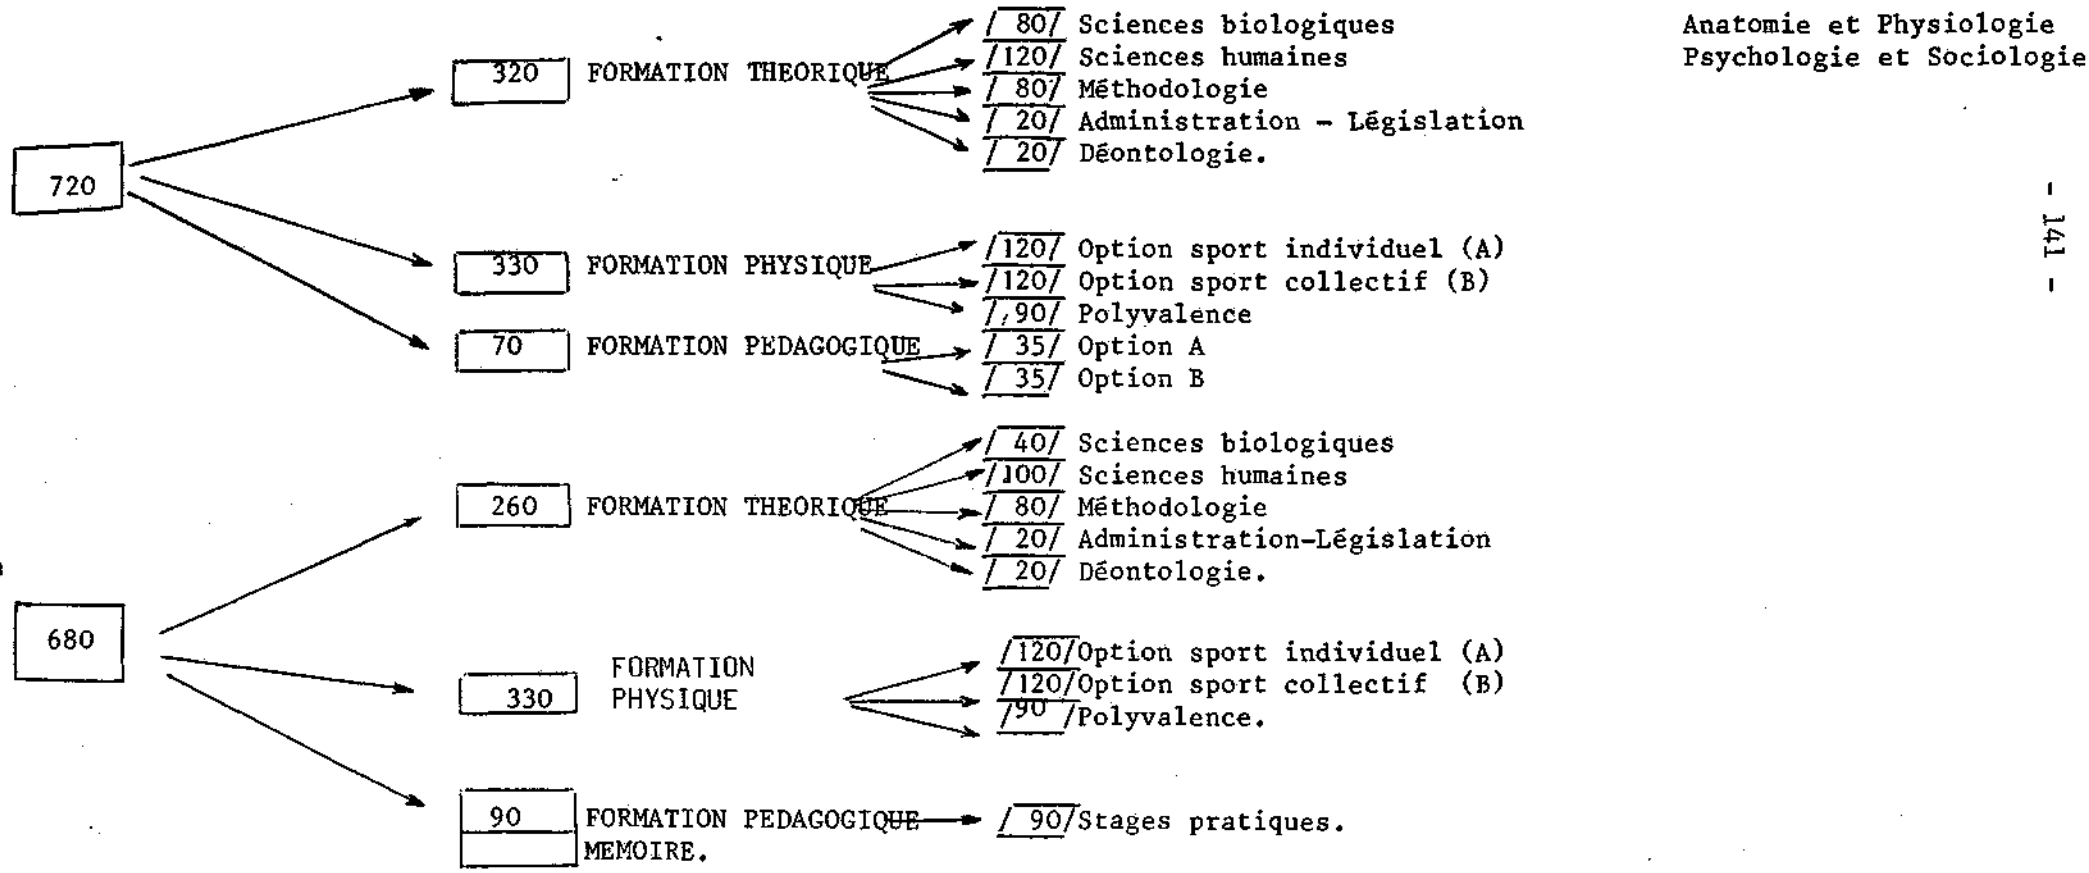 / 80/ Sciences biologiques Anatomie et Physiologie
/120/ Sciences humaines Psychologie et Sociologie
320 FORMATION THEORIQUE
/ 80/ Méthodologie
/ 20/ Administration - Législation
/ 20/ Déontologie.
720
- 141 -
/120/ Option sport individuel (A)
330 FORMATION PHYSIQUE
/120/ Option sport collectif (B)
/ 90/ Polyvalence
70 FORMATION PEDAGOGIQUE
/ 35/ Option A
/ 35/ Option B
/ 40/ Sciences biologiques
/100/ Sciences humaines
260 FORMATION THEORIQUE
/ 80/ Méthodologie
/ 20/ Administration-Législation
/ 20/ Déontologie.
680
/120/Option sport individuel (A)
FORMATION
/120/Option sport collectif (B)
330 PHYSIQUE
/90 /Polyvalence.
90 FORMATION PEDAGOGIQUE
/ 90/Stages pratiques.
MEMOIRE.